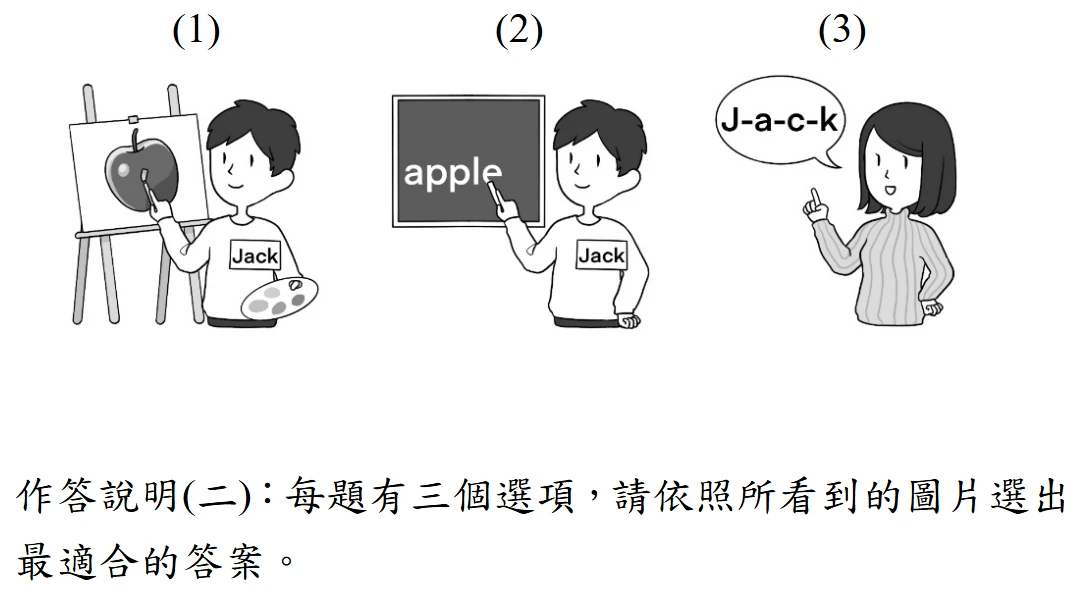 (1) (2) (3)
J-a-c-k
apple
Jack Jack
作答說明(二)：每題有三個選項，請依照所看到的圖片選出
最適合的答案。